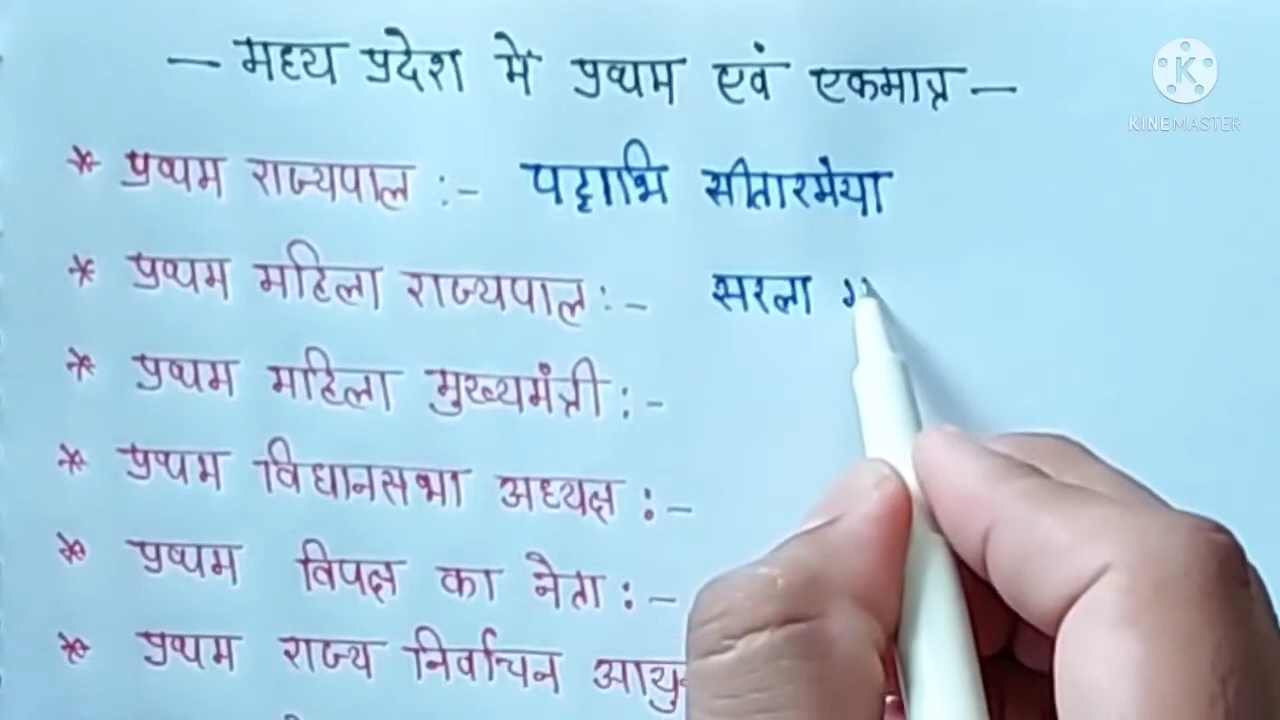 — मध्य प्रदेश में प्रथम एवं एकमात्र —
KINEMASTER
* प्रथम राज्यपाल :- पट्टाभि सीतारमैया
* प्रथम महिला राज्यपाल :- सरला
* प्रथम महिला मुख्यमंत्री :-
* प्रथम विधानसभा अध्यक्ष :-
* प्रथम विपक्ष का नेता :-
* प्रथम राज्य निर्वाचन